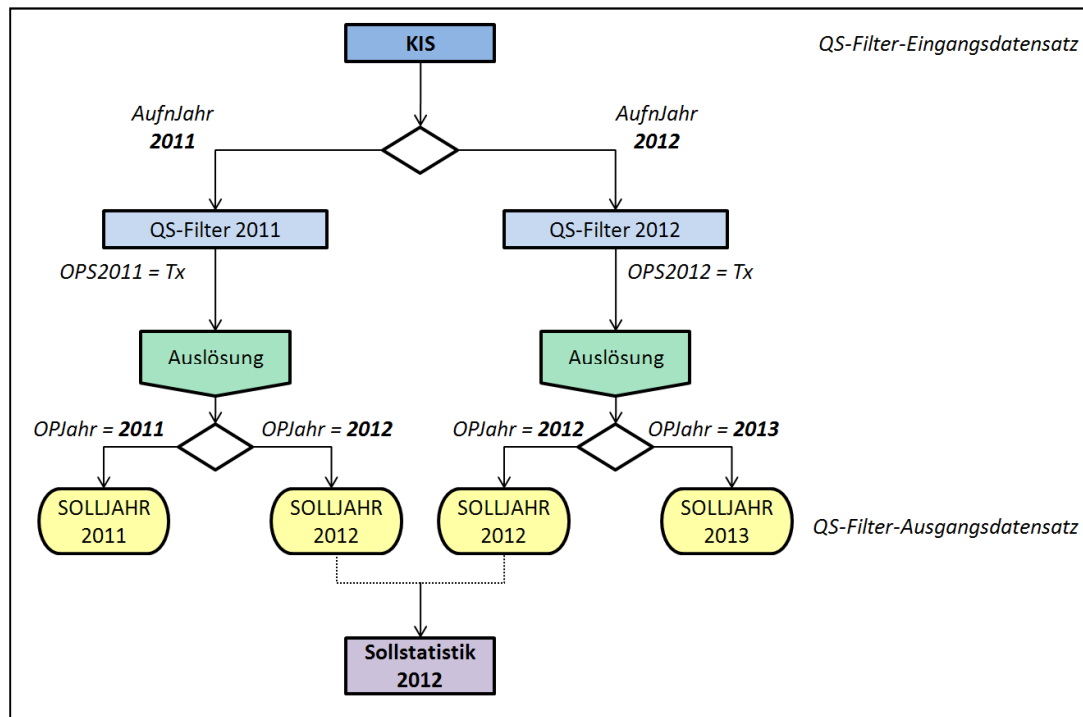 KIS
QS-Filter-Eingangsdatensatz
AufnJahr
2011
AufnJahr
2012
QS-Filter 2011
QS-Filter 2012
OPS2011 = Tx
OPS2012 = Tx
Auslösung
Auslösung
OPJahr = 2011
OPJahr = 2012
OPJahr = 2012
OPJahr = 2013
SOLLJAHR
2011
SOLLJAHR
2012
SOLLJAHR
2012
SOLLJAHR
2013
QS-Filter-Ausgangsdatensatz
Sollstatistik
2012